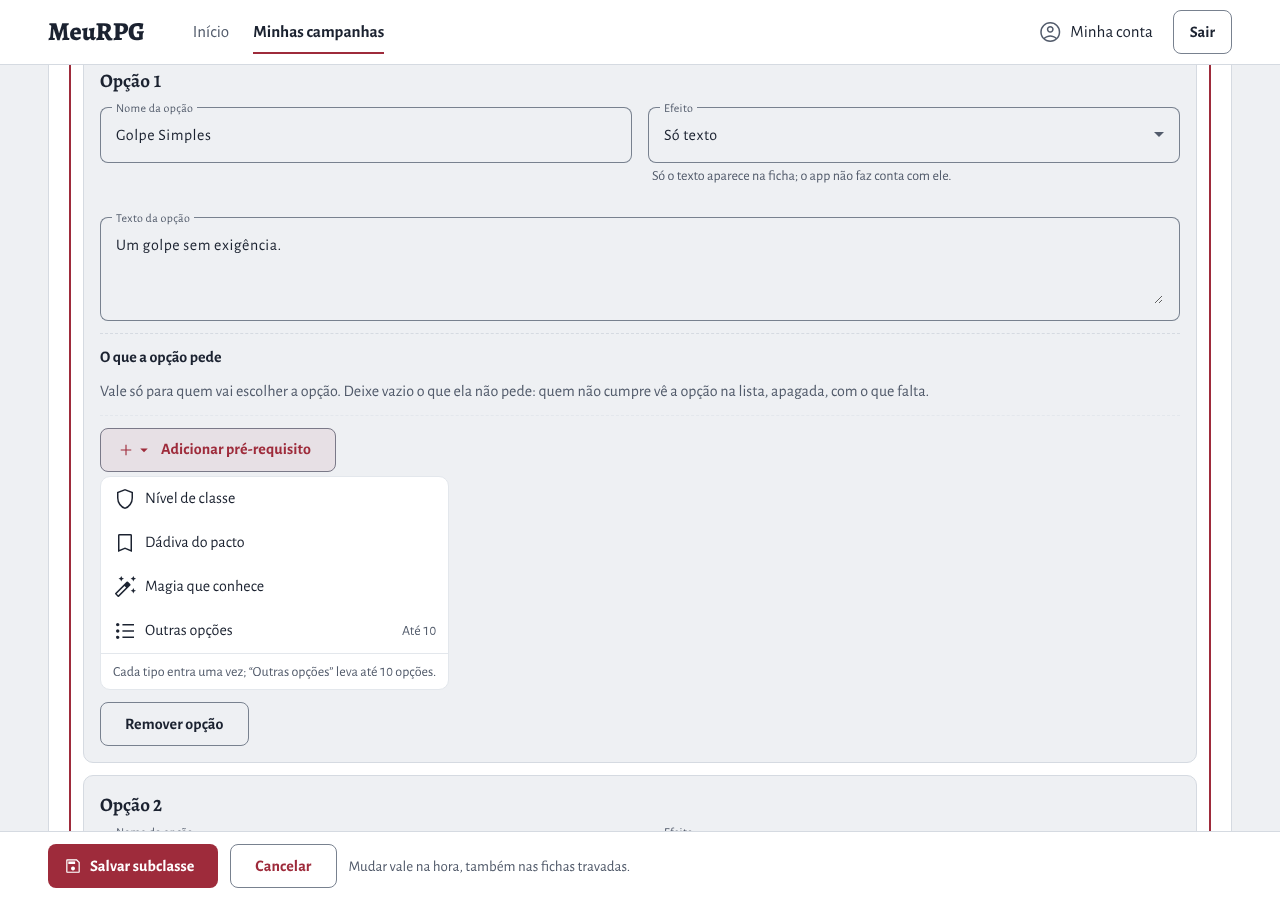 MeuRPG
Início
Minhas campanhas
Minha conta
Sair
Opção 1
Nome da opção
Golpe Simples
Efeito
Só texto
Só o texto aparece na ficha; o app não faz conta com ele.
Texto da opção
Um golpe sem exigência.
O que a opção pede
Vale só para quem vai escolher a opção. Deixe vazio o que ela não pede: quem não cumpre vê a opção na lista, apagada, com o que falta.
Adicionar pré-requisito
Nível de classe
Dádiva do pacto
Magia que conhece
Outras opções
Até 10
Cada tipo entra uma vez; “Outras opções” leva até 10 opções.
Remover opção
Opção 2
Nome da opção
Efeito
Salvar subclasse
Cancelar
Mudar vale na hora, também nas fichas travadas.